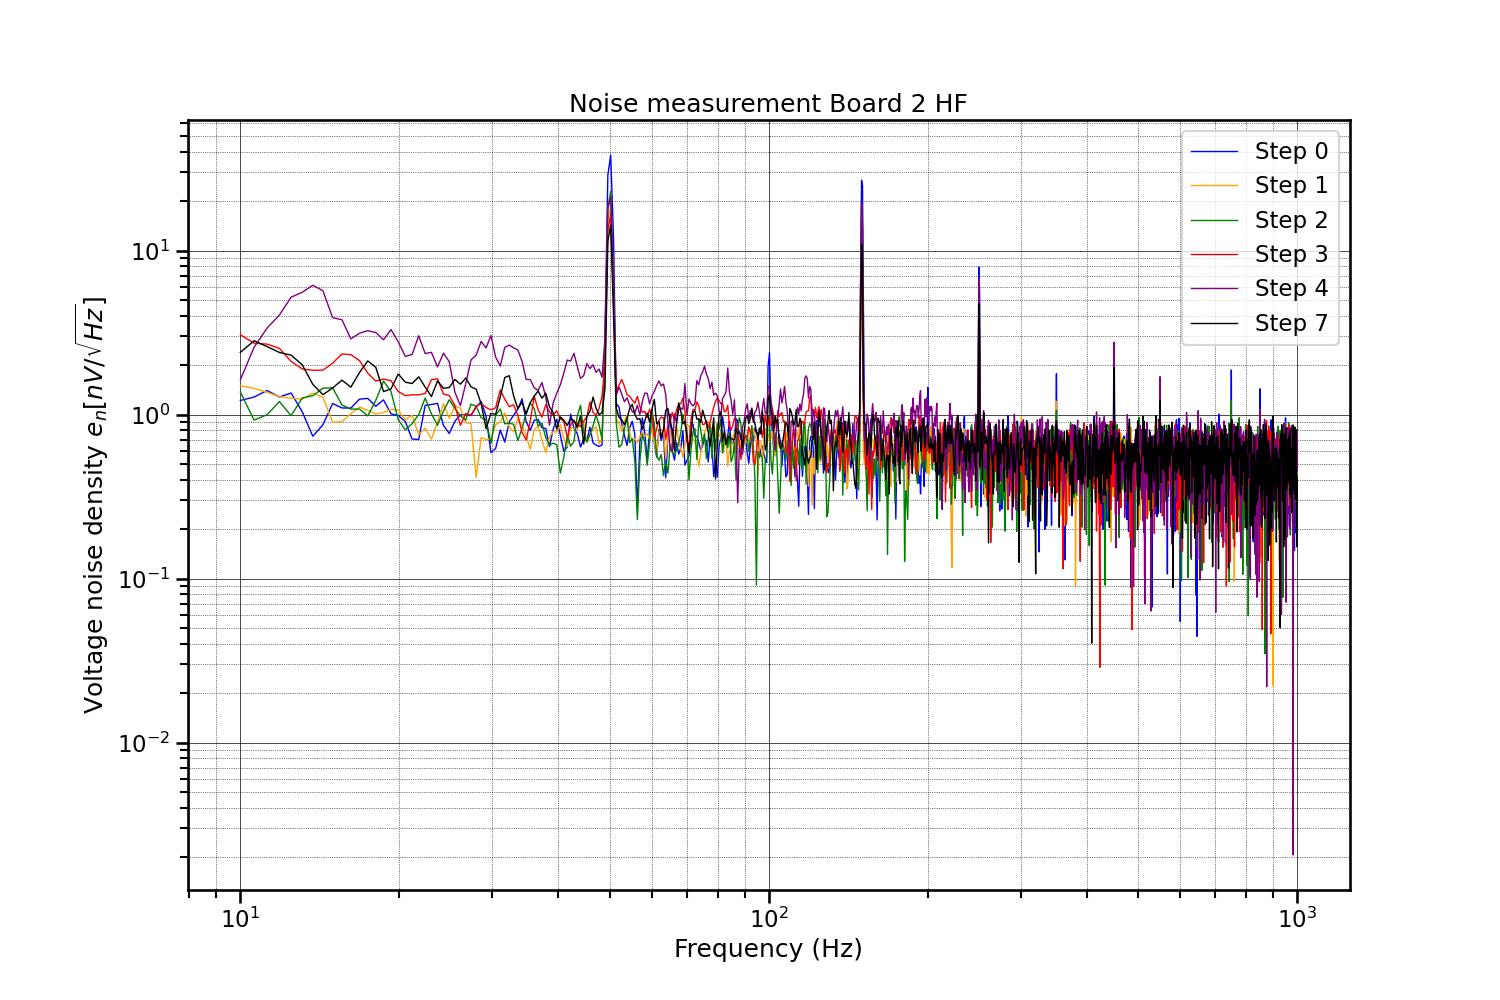 Noise measurement Board 2 HF
Step 0
Step 1
Step 2
Step 3
Step 4
Step 7
Voltage noise density eₙ[nV/√Hz]
10¹
10⁰
10⁻¹
10⁻²
10¹ 10² 10³
Frequency (Hz)